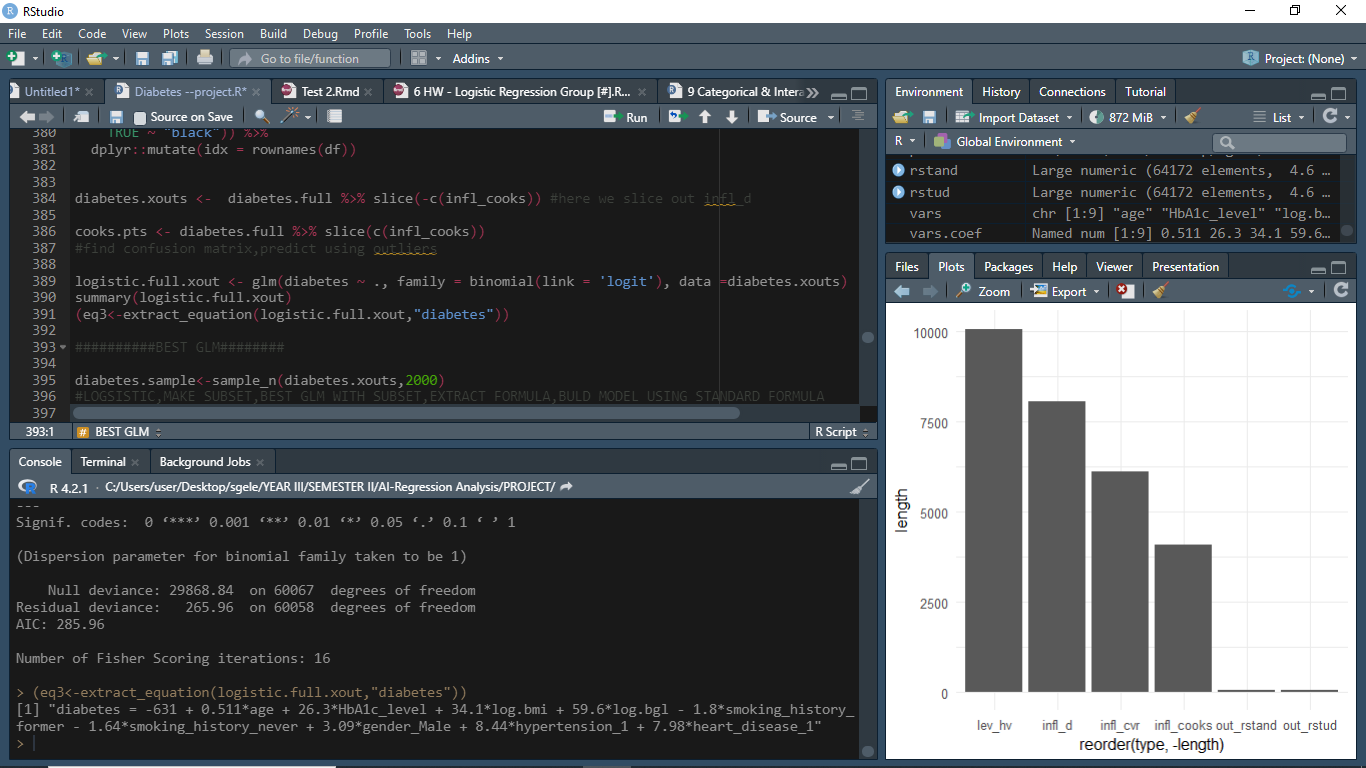 RStudio
File Edit Code View Plots Session Build Debug Profile Tools Help
Go to file/function Addins Project: (None)
Untitled1* Diabetes --project.R* Test 2.Rmd 6 HW - Logistic Regression Group [#].R... 9 Categorical & Intera
Source on Save Run Source
380 TRUE ~ "black")) %>%
381 dplyr::mutate(idx = rownames(df))
382
383
384 diabetes.xouts <-  diabetes.full %>% slice(-c(infl_cooks)) #here we slice out infl_d
385
386 cooks.pts <- diabetes.full %>% slice(c(infl_cooks))
387 #find confusion matrix,predict using outliers
388
389 logistic.full.xout <- glm(diabetes ~ ., family = binomial(link = 'logit'), data =diabetes.xouts)
390 summary(logistic.full.xout)
391 (eq3<-extract_equation(logistic.full.xout,"diabetes"))
392
393 ##########BEST GLM########
394
395 diabetes.sample<-sample_n(diabetes.xouts,2000)
396 #LOGSISTIC,MAKE SUBSET,BEST GLM WITH SUBSET,EXTRACT FORMULA,BULD MODEL USING STANDARD FORMULA
397
393:1 # BEST GLM R Script
Console Terminal Background Jobs
R 4.2.1 · C:/Users/user/Desktop/sgele/YEAR III/SEMESTER II/AI-Regression Analysis/PROJECT/
---
Signif. codes:  0 ‘***’ 0.001 ‘**’ 0.01 ‘*’ 0.05 ‘.’ 0.1 ‘ ’ 1
(Dispersion parameter for binomial family taken to be 1)
Null deviance: 29868.84  on 60067  degrees of freedom
Residual deviance:   265.96  on 60058  degrees of freedom
AIC: 285.96
Number of Fisher Scoring iterations: 16
> (eq3<-extract_equation(logistic.full.xout,"diabetes"))
[1] "diabetes = -631 + 0.511*age + 26.3*HbA1c_level + 34.1*log.bmi + 59.6*log.bgl - 1.8*smoking_history_
former - 1.64*smoking_history_never + 3.09*gender_Male + 8.44*hypertension_1 + 7.98*heart_disease_1"
>
Environment History Connections Tutorial
Import Dataset 872 MiB List
R Global Environment
rstand Large numeric (64172 elements,  4.6 …
rstud Large numeric (64172 elements,  4.6 …
vars chr [1:9] "age" "HbA1c_level" "log.b…
vars.coef Named num [1:9] 0.511 26.3 34.1 59.6…
Files Plots Packages Help Viewer Presentation
Zoom Export
10000
7500
5000
2500
0
length
lev_hv infl_d infl_cvr infl_cooks out_rstand out_rstud
reorder(type, -length)